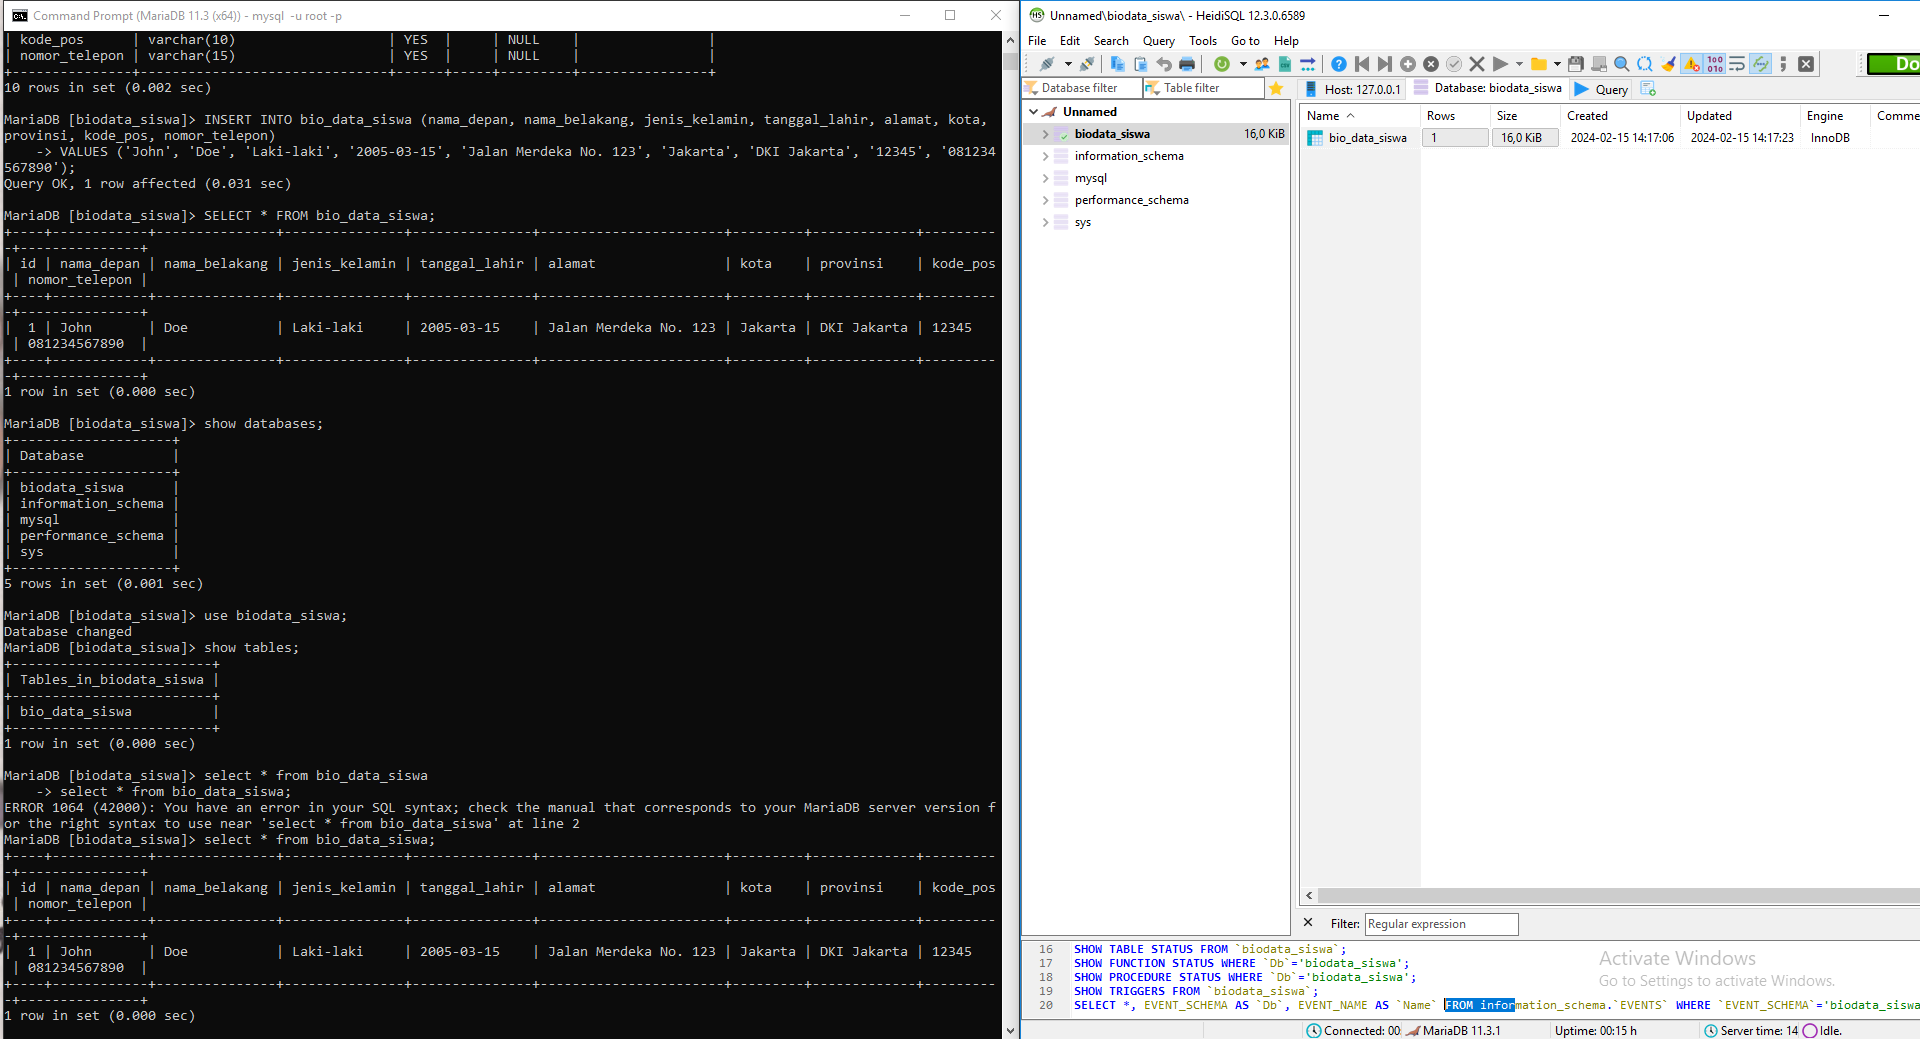 Command Prompt (MariaDB 11.3 (x64)) - mysql -u root -p
| kode_pos      | varchar(10)                   | YES  |     | NULL    |                |
| nomor_telepon | varchar(15)                   | YES  |     | NULL    |                |
10 rows in set (0.002 sec)
MariaDB [biodata_siswa]> INSERT INTO bio_data_siswa (nama_depan, nama_belakang, jenis_kelamin, tanggal_lahir, alamat, kota,
provinsi, kode_pos, nomor_telepon)
    -> VALUES ('John', 'Doe', 'Laki-laki', '2005-03-15', 'Jalan Merdeka No. 123', 'Jakarta', 'DKI Jakarta', '12345', '081234
567890');
Query OK, 1 row affected (0.031 sec)
MariaDB [biodata_siswa]> SELECT * FROM bio_data_siswa;
| id | nama_depan | nama_belakang | jenis_kelamin | tanggal_lahir | alamat                | kota    | provinsi    | kode_pos
 | nomor_telepon |
|  1 | John       | Doe           | Laki-laki     | 2005-03-15    | Jalan Merdeka No. 123 | Jakarta | DKI Jakarta | 12345
 | 081234567890  |
1 row in set (0.000 sec)
MariaDB [biodata_siswa]> show databases;
| Database           |
| biodata_siswa      |
| information_schema |
| mysql              |
| performance_schema |
| sys                |
5 rows in set (0.001 sec)
MariaDB [biodata_siswa]> use biodata_siswa;
Database changed
MariaDB [biodata_siswa]> show tables;
| Tables_in_biodata_siswa |
| bio_data_siswa          |
1 row in set (0.000 sec)
MariaDB [biodata_siswa]> select * from bio_data_siswa
    -> select * from bio_data_siswa;
ERROR 1064 (42000): You have an error in your SQL syntax; check the manual that corresponds to your MariaDB server version f
or the right syntax to use near 'select * from bio_data_siswa' at line 2
MariaDB [biodata_siswa]> select * from bio_data_siswa;
| id | nama_depan | nama_belakang | jenis_kelamin | tanggal_lahir | alamat                | kota    | provinsi    | kode_pos
 | nomor_telepon |
|  1 | John       | Doe           | Laki-laki     | 2005-03-15    | Jalan Merdeka No. 123 | Jakarta | DKI Jakarta | 12345
 | 081234567890  |
1 row in set (0.000 sec)
Unnamed\biodata_siswa\ - HeidiSQL 12.3.0.6589
File Edit Search Query Tools Go to Help
Do
Database filter Table filter
Host: 127.0.0.1 Database: biodata_siswa Query
Unnamed
biodata_siswa 16,0 KiB
information_schema
mysql
performance_schema
sys
Name Rows Size Created Updated Engine Comme
bio_data_siswa 1 16,0 KiB 2024-02-15 14:17:06 2024-02-15 14:17:23 InnoDB
Filter: Regular expression
16 SHOW TABLE STATUS FROM `biodata_siswa`;
17 SHOW FUNCTION STATUS WHERE `Db`='biodata_siswa';
18 SHOW PROCEDURE STATUS WHERE `Db`='biodata_siswa';
19 SHOW TRIGGERS FROM `biodata_siswa`;
20 SELECT *, EVENT_SCHEMA AS `Db`, EVENT_NAME AS `Name` FROM information_schema.`EVENTS` WHERE `EVENT_SCHEMA`='biodata_siswa
Activate Windows
Go to Settings to activate Windows.
Connected: 00: MariaDB 11.3.1 Uptime: 00:15 h Server time: 14 Idle.